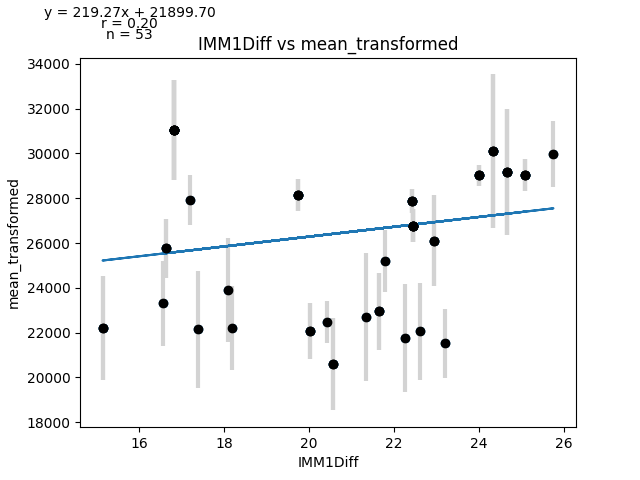 y = 219.27x + 21899.70
r = 0.20
n = 53
IMM1Diff vs mean_transformed
34000
32000
30000
28000
26000
24000
22000
20000
18000
mean_transformed
16
18
20
22
24
26
IMM1Diff